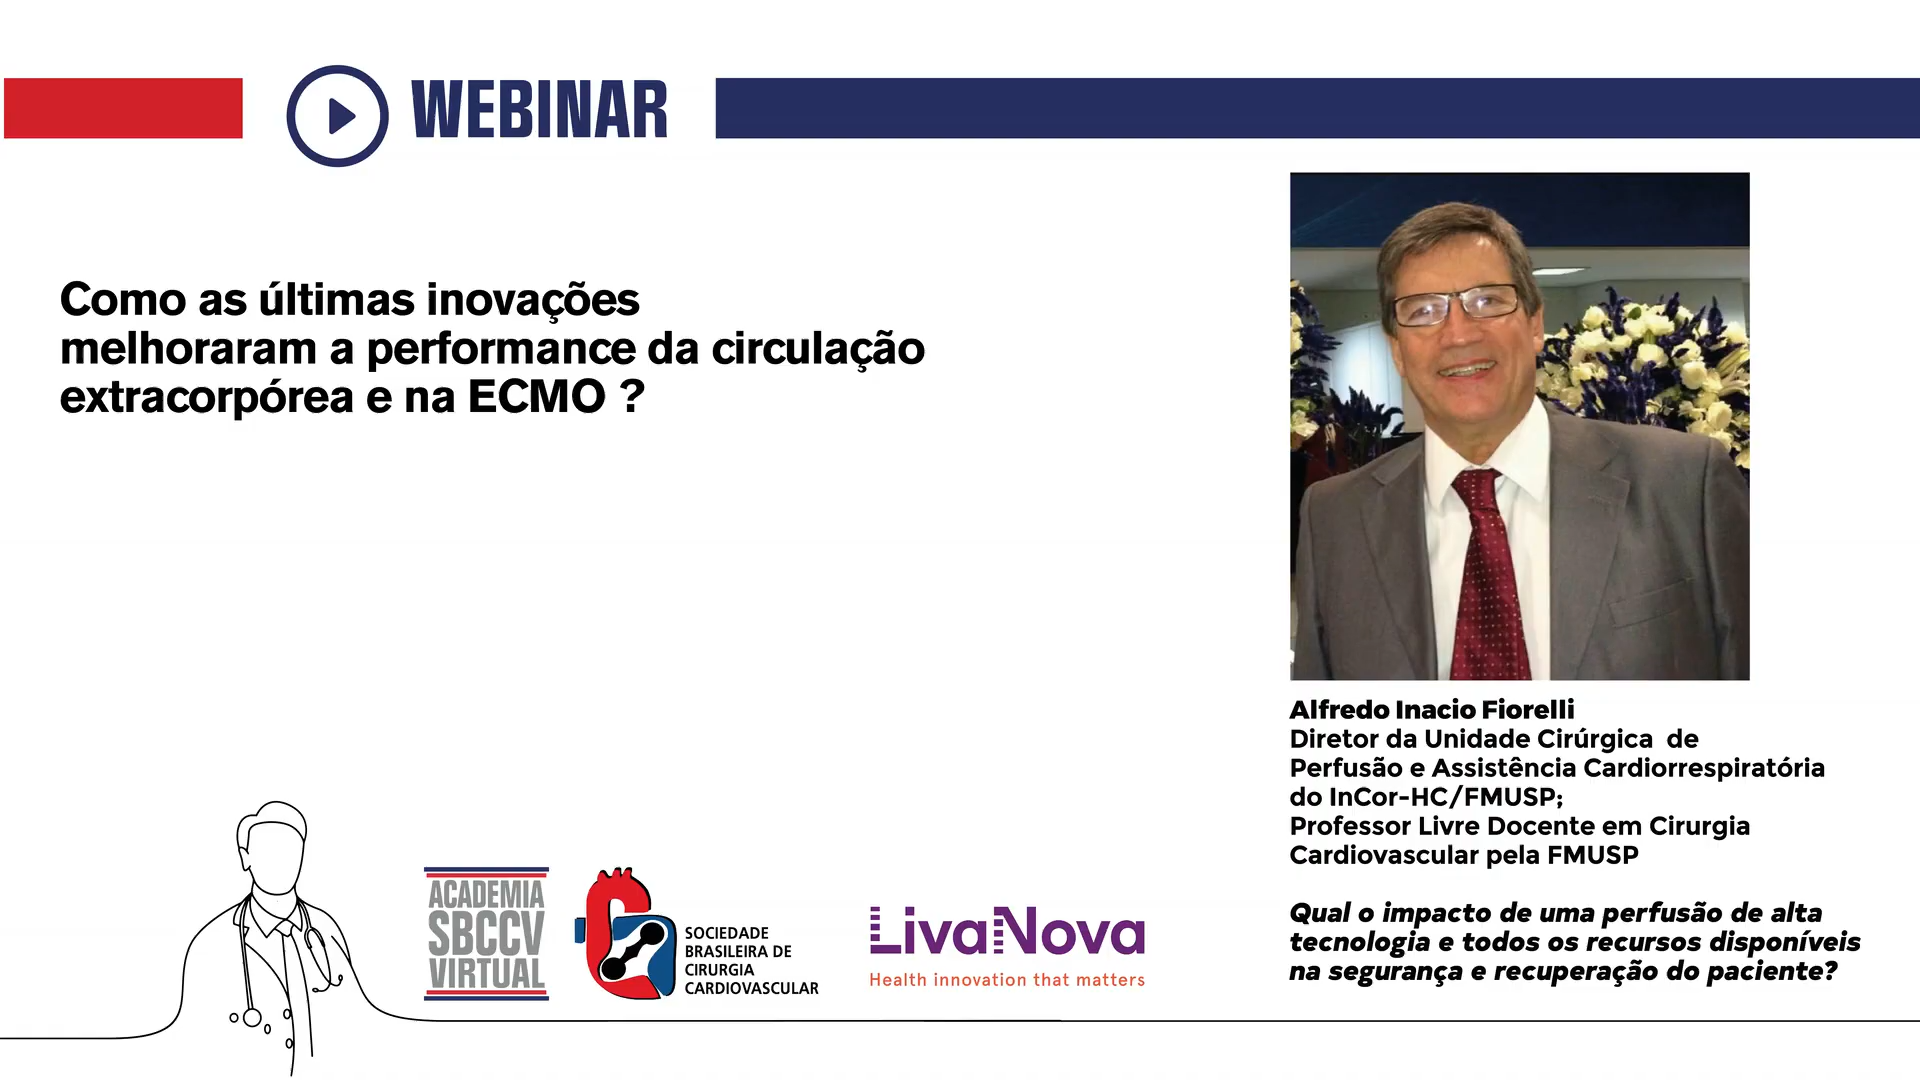 WEBINAR
Como as últimas inovações
melhoraram a performance da circulação
extracorpórea e na ECMO ?
Alfredo Inacio Fiorelli
Diretor da Unidade Cirúrgica de
Perfusão e Assistência Cardiorrespiratória
do InCor-HC/FMUSP;
Professor Livre Docente em Cirurgia
Cardiovascular pela FMUSP
Qual o impacto de uma perfusão de alta
tecnologia e todos os recursos disponíveis
na segurança e recuperação do paciente?
ACADEMIA
SBCCV
VIRTUAL
SOCIEDADE
BRASILEIRA DE
CIRURGIA
CARDIOVASCULAR
LivaNova
Health innovation that matters